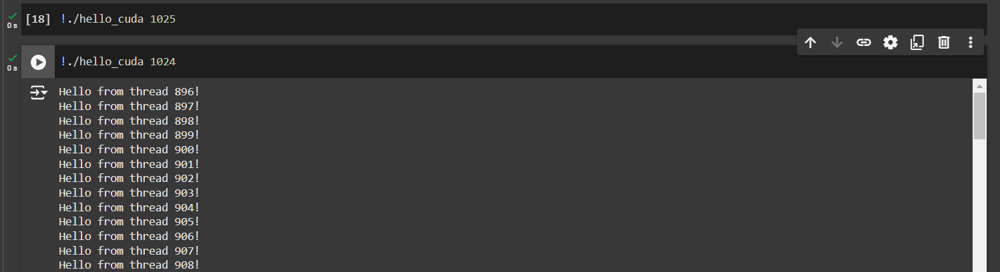 [18] !./hello_cuda 1025
0 s
!./hello_cuda 1024
0 s
Hello from thread 896!
Hello from thread 897!
Hello from thread 898!
Hello from thread 899!
Hello from thread 900!
Hello from thread 901!
Hello from thread 902!
Hello from thread 903!
Hello from thread 904!
Hello from thread 905!
Hello from thread 906!
Hello from thread 907!
Hello from thread 908!